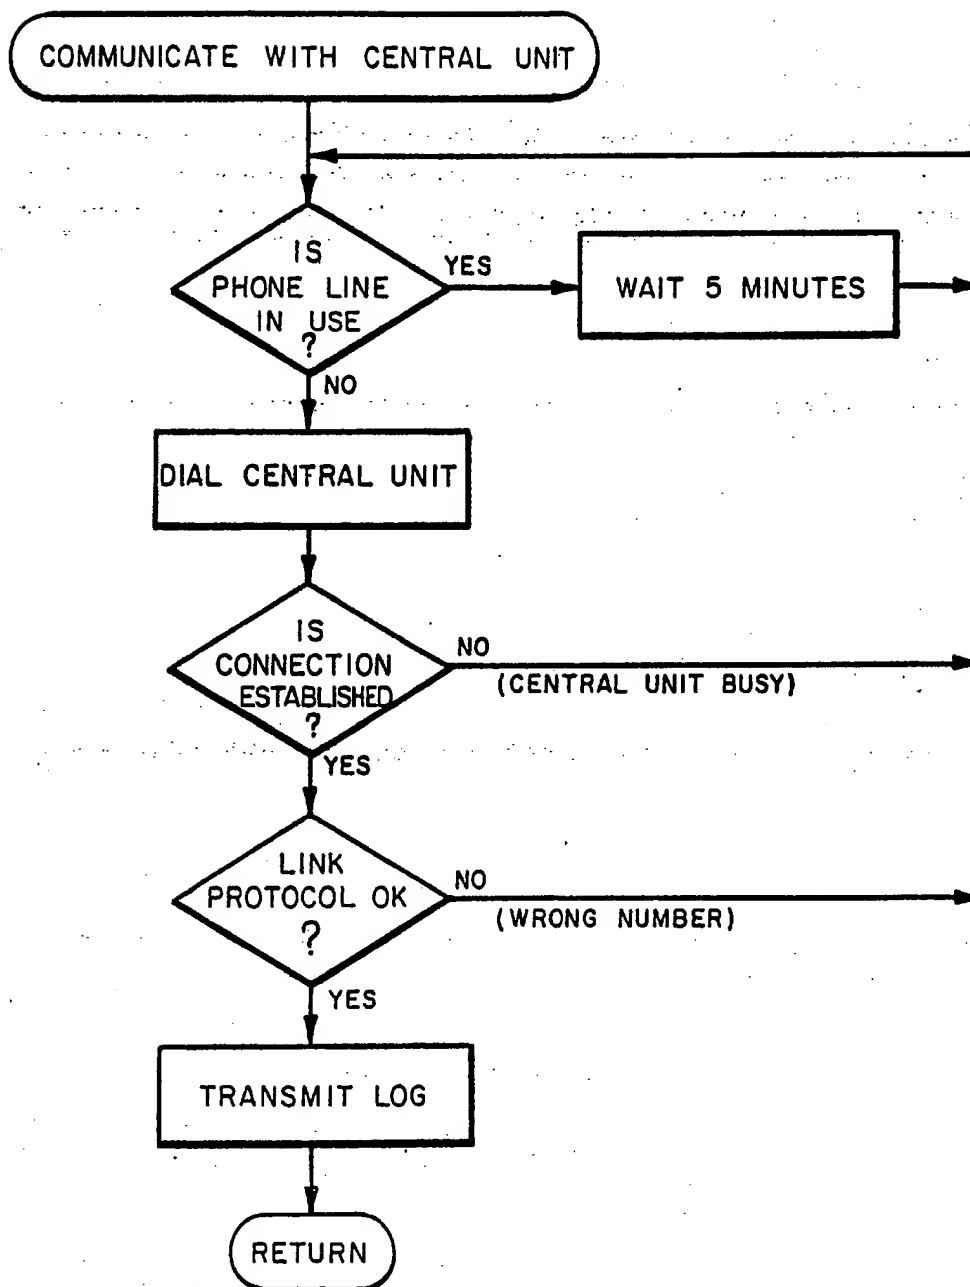 COMMUNICATE WITH CENTRAL UNIT
IS
PHONE LINE
IN USE
?
YES
WAIT 5 MINUTES
NO
DIAL CENTRAL UNIT
IS
CONNECTION
ESTABLISHED
?
NO
(CENTRAL UNIT BUSY)
YES
LINK
PROTOCOL OK
?
NO
(WRONG NUMBER)
YES
TRANSMIT LOG
RETURN